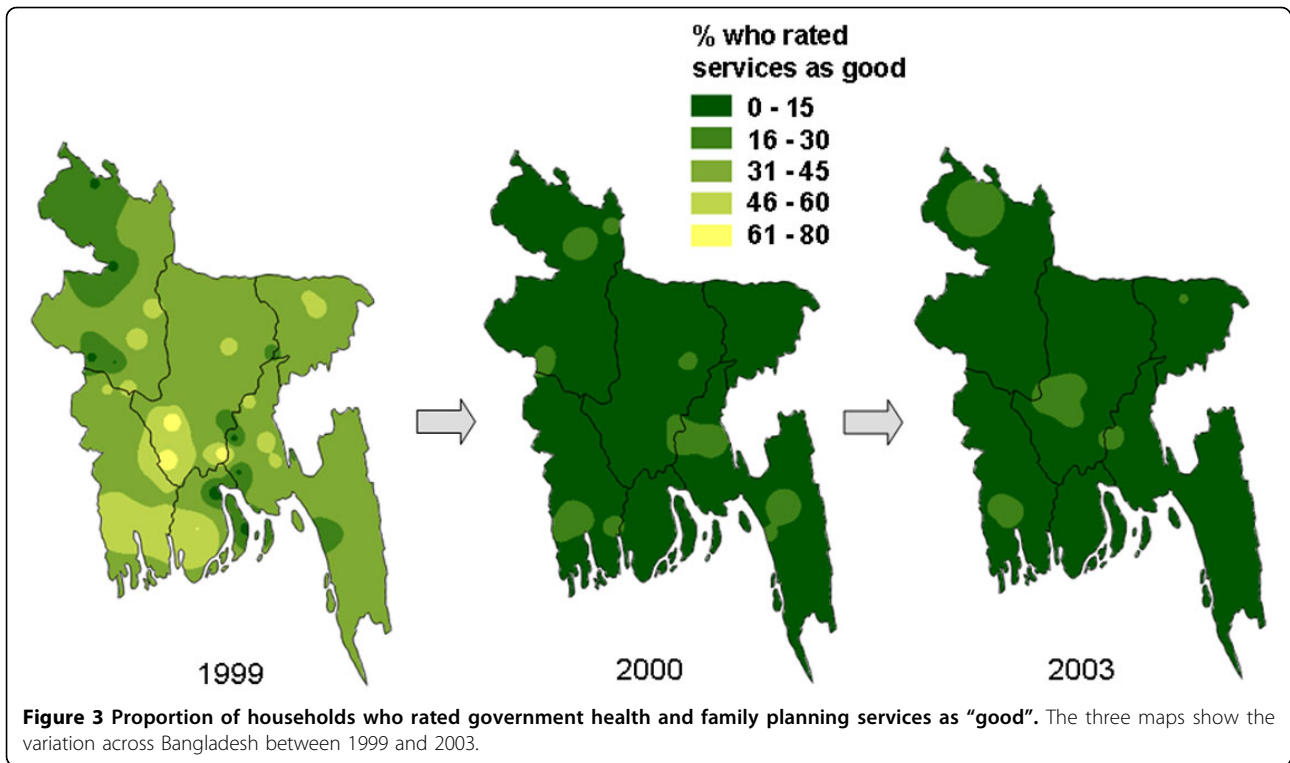 % who rated
services as good
0 - 15
16 - 30
31 - 45
46 - 60
61 - 80
1999
2000
2003
Figure 3 Proportion of households who rated government health and family planning services as “good”. The three maps show the
variation across Bangladesh between 1999 and 2003.